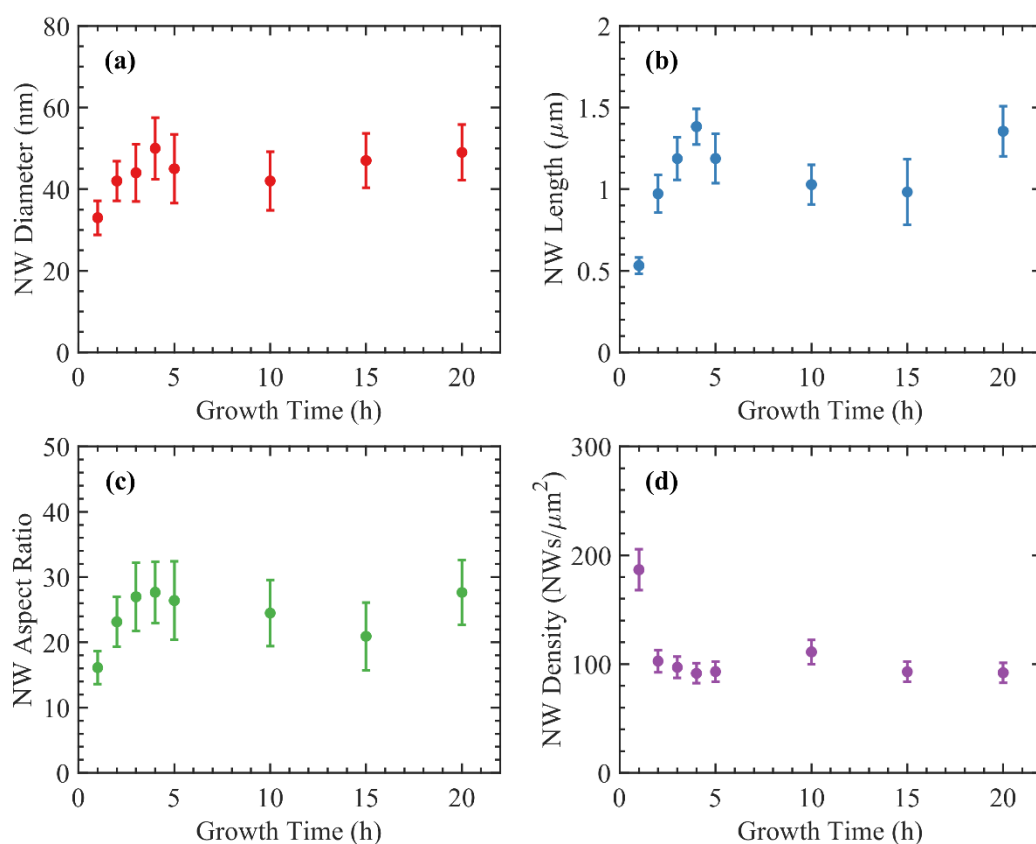 (a)
NW Diameter (nm)
80
60
40
20
0
0 5 10 15 20
Growth Time (h)
(b)
NW Length (μm)
2
1.5
1
0.5
0
0 5 10 15 20
Growth Time (h)
(c)
NW Aspect Ratio
50
40
30
20
10
0
0 5 10 15 20
Growth Time (h)
(d)
NW Density (NWs/μm²)
300
200
100
0
0 5 10 15 20
Growth Time (h)